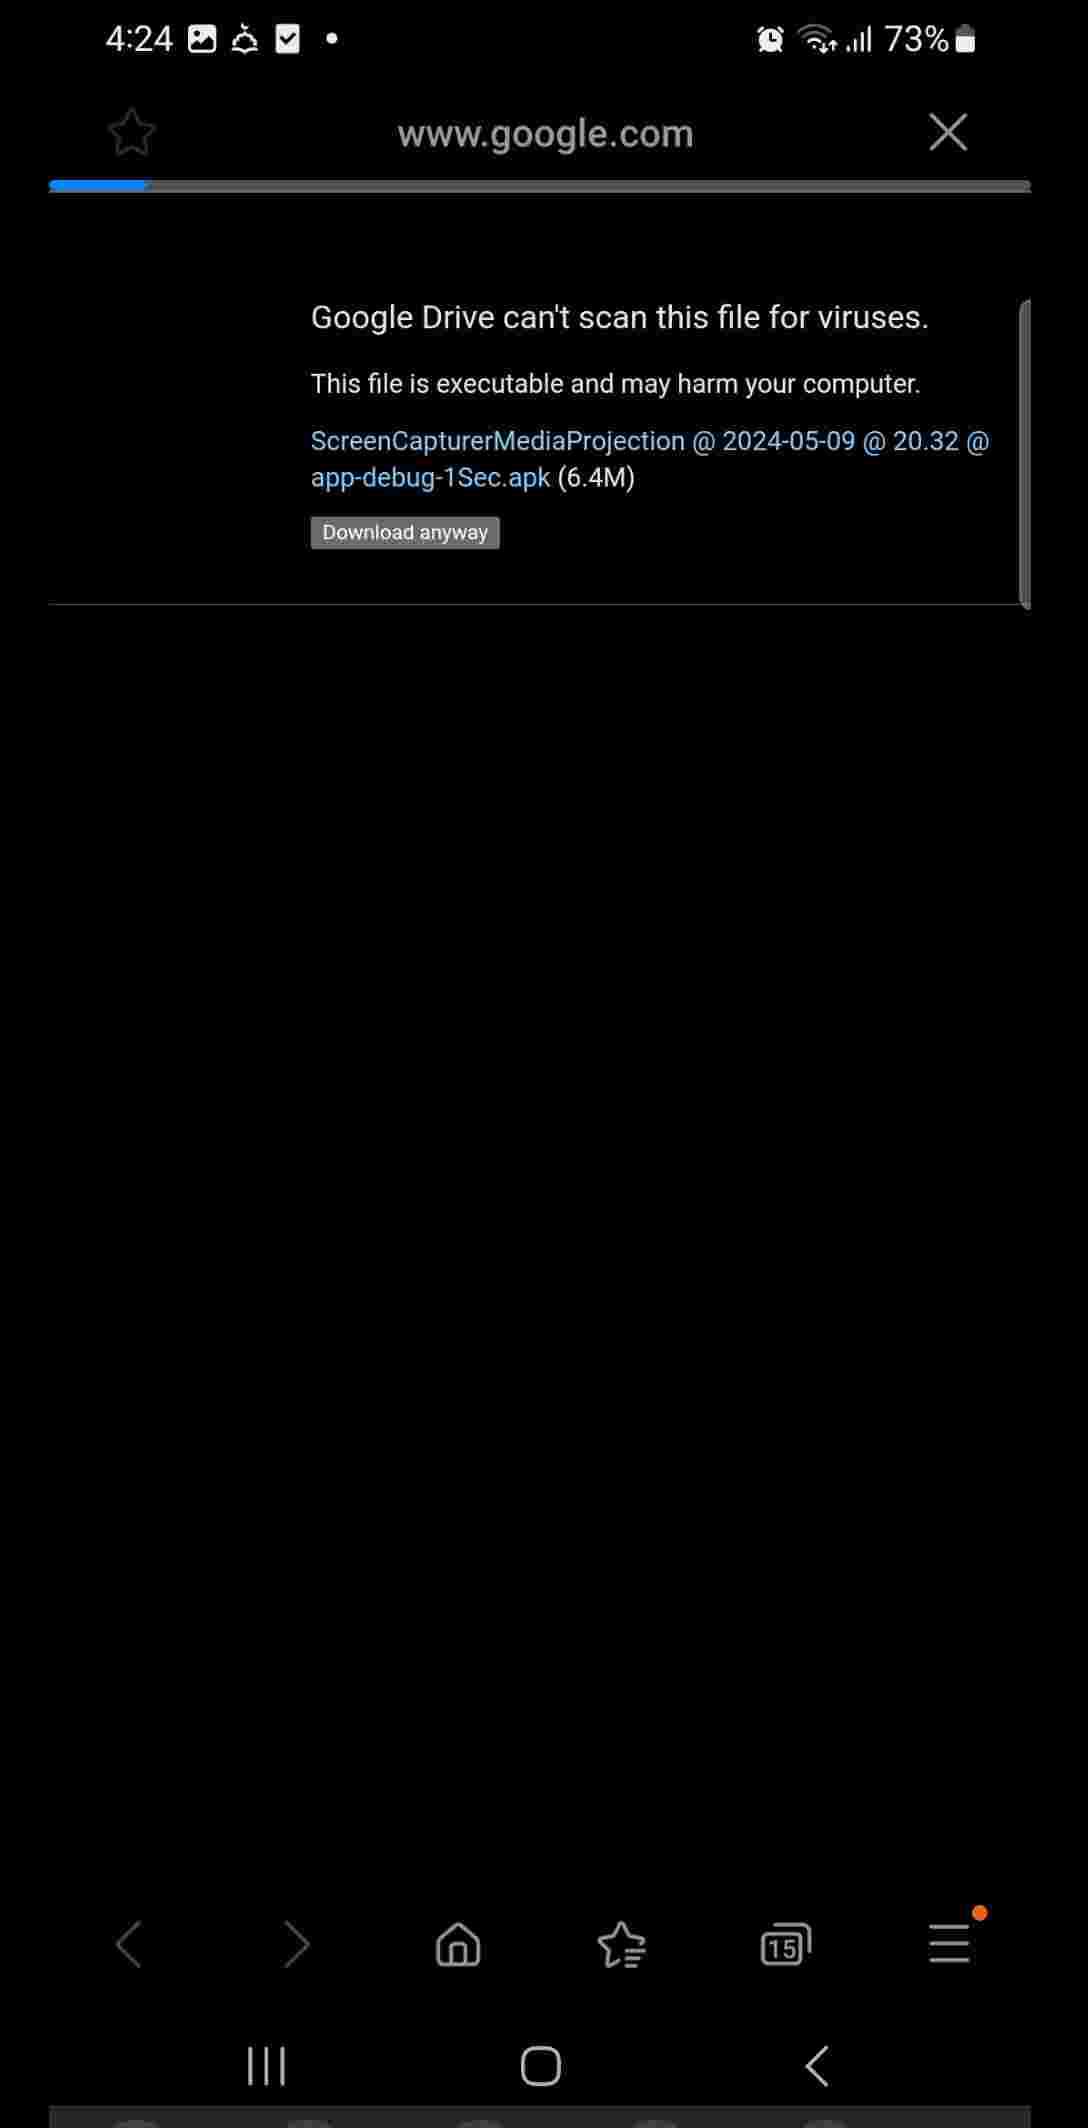 4:24
73%
www.google.com
Google Drive can't scan this file for viruses.
This file is executable and may harm your computer.
ScreenCapturerMediaProjection @ 2024-05-09 @ 20.32 @
app-debug-1Sec.apk (6.4M)
Download anyway
15